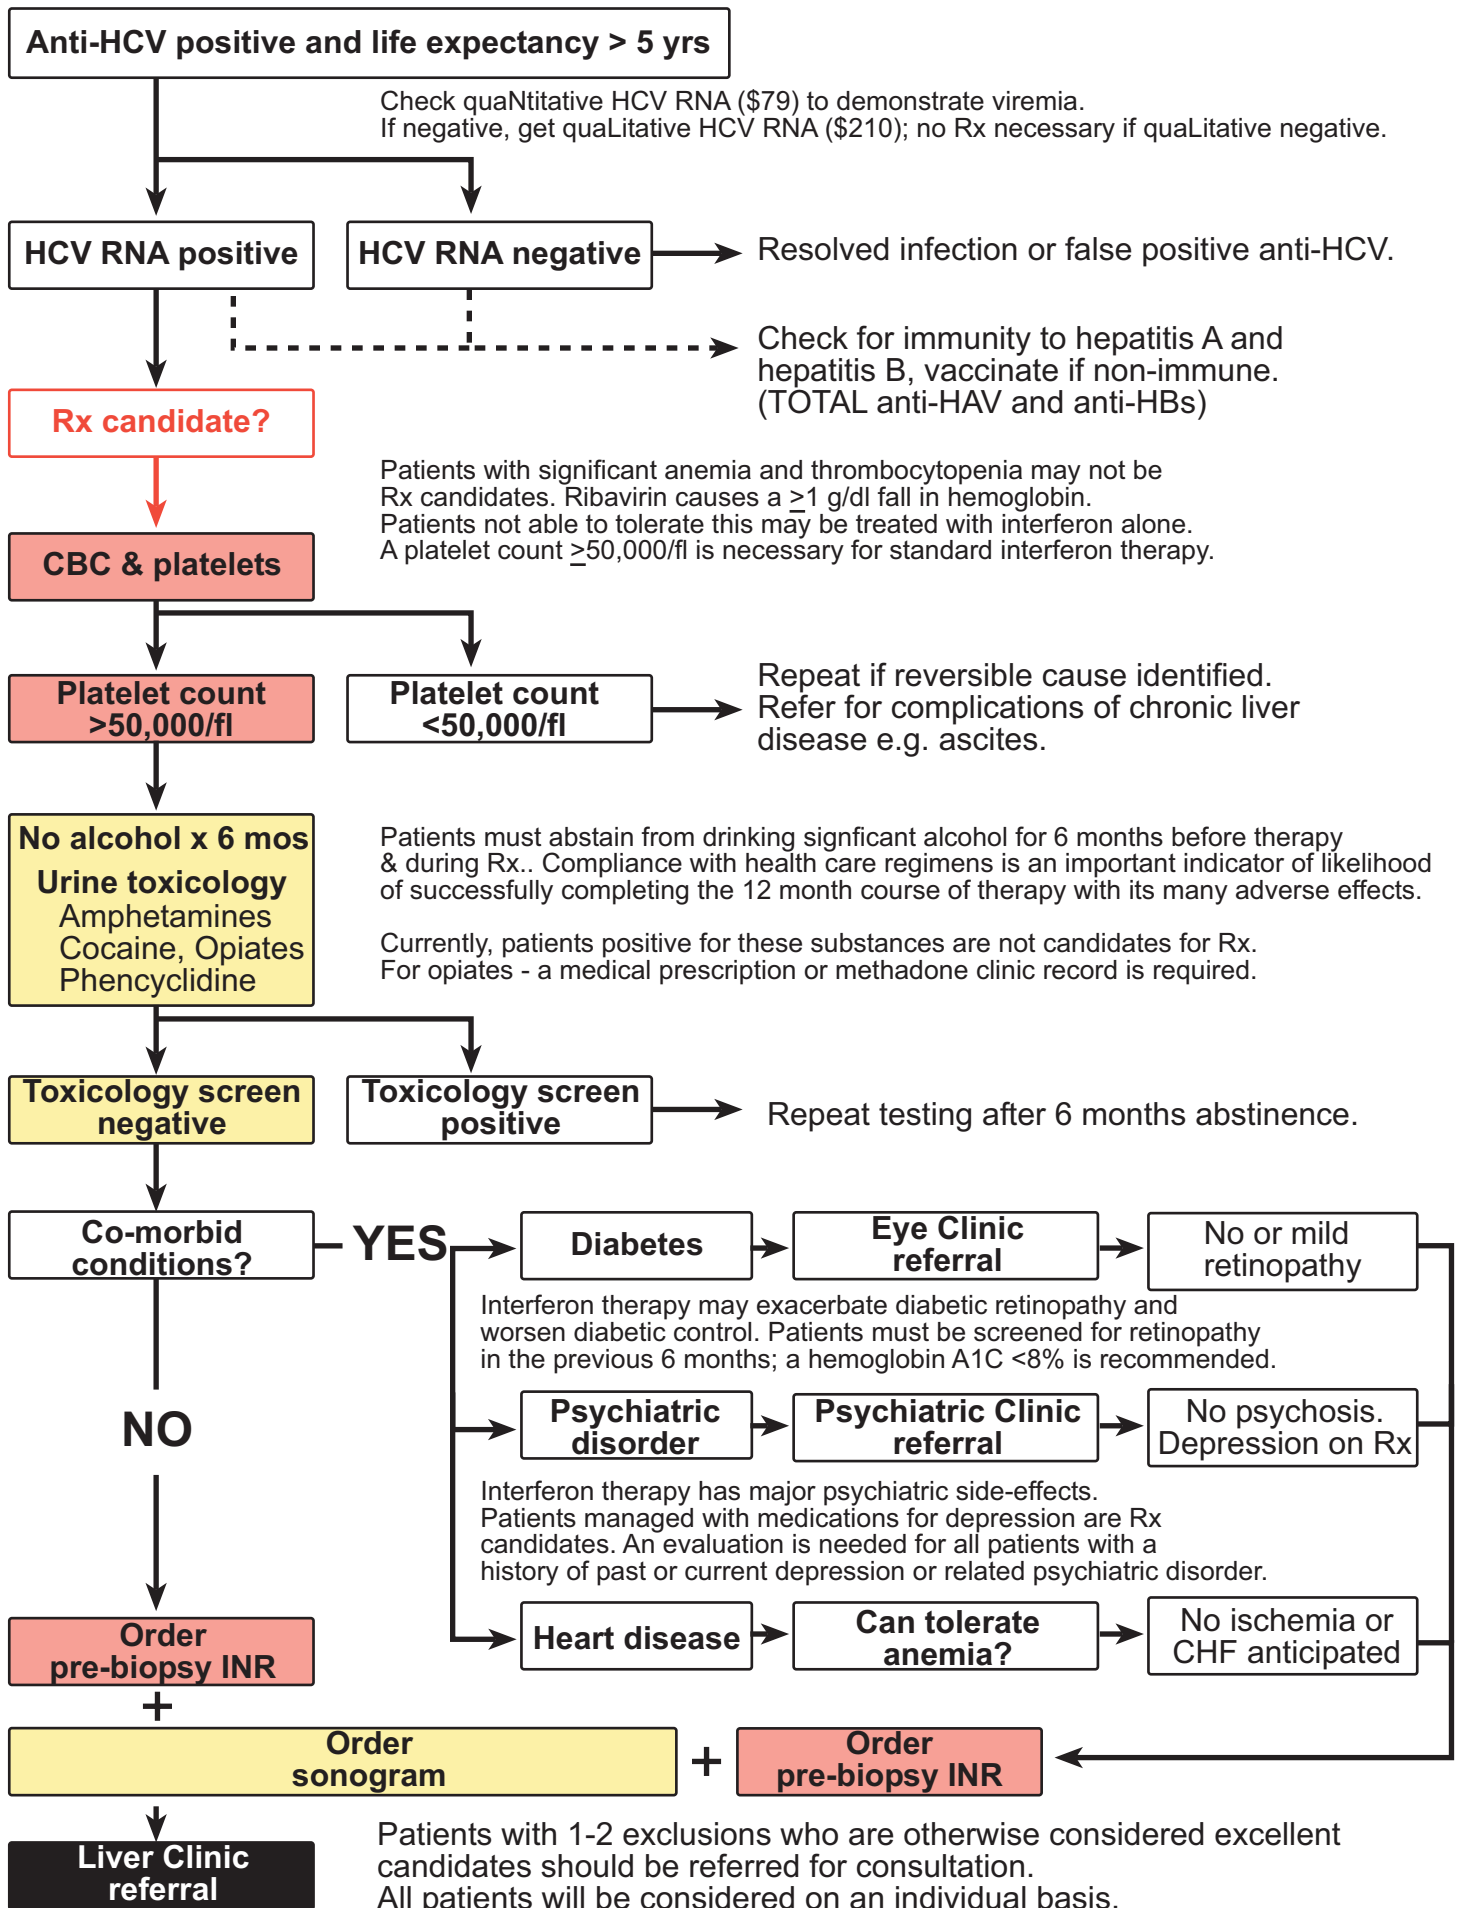 Anti-HCV positive and life expectancy > 5 yrs
Check quaNtitative HCV RNA ($79) to demonstrate viremia.
If negative, get quaLitative HCV RNA ($210); no Rx necessary if quaLitative negative.
HCV RNA positive
HCV RNA negative
Resolved infection or false positive anti-HCV.
Check for immunity to hepatitis A and
hepatitis B, vaccinate if non-immune.
(TOTAL anti-HAV and anti-HBs)
Rx candidate?
Patients with significant anemia and thrombocytopenia may not be
Rx candidates. Ribavirin causes a ≥1 g/dl fall in hemoglobin.
Patients not able to tolerate this may be treated with interferon alone.
A platelet count ≥50,000/fl is necessary for standard interferon therapy.
CBC & platelets
Platelet count
>50,000/fl
Platelet count
<50,000/fl
Repeat if reversible cause identified.
Refer for complications of chronic liver
disease e.g. ascites.
No alcohol x 6 mos
Urine toxicology
Amphetamines
Cocaine, Opiates
Phencyclidine
Patients must abstain from drinking signficant alcohol for 6 months before therapy
& during Rx.. Compliance with health care regimens is an important indicator of likelihood
of successfully completing the 12 month course of therapy with its many adverse effects.
Currently, patients positive for these substances are not candidates for Rx.
For opiates - a medical prescription or methadone clinic record is required.
Toxicology screen
negative
Toxicology screen
positive
Repeat testing after 6 months abstinence.
Co-morbid
conditions?
YES
Diabetes
Eye Clinic
referral
No or mild
retinopathy
Interferon therapy may exacerbate diabetic retinopathy and
worsen diabetic control. Patients must be screened for retinopathy
in the previous 6 months; a hemoglobin A1C <8% is recommended.
NO
Psychiatric
disorder
Psychiatric Clinic
referral
No psychosis.
Depression on Rx
Interferon therapy has major psychiatric side-effects.
Patients managed with medications for depression are Rx
candidates. An evaluation is needed for all patients with a
history of past or current depression or related psychiatric disorder.
Heart disease
Can tolerate
anemia?
No ischemia or
CHF anticipated
Order
pre-biopsy INR
+
Order
sonogram
+
Order
pre-biopsy INR
Liver Clinic
referral
Patients with 1-2 exclusions who are otherwise considered excellent
candidates should be referred for consultation.
All patients will be considered on an individual basis.